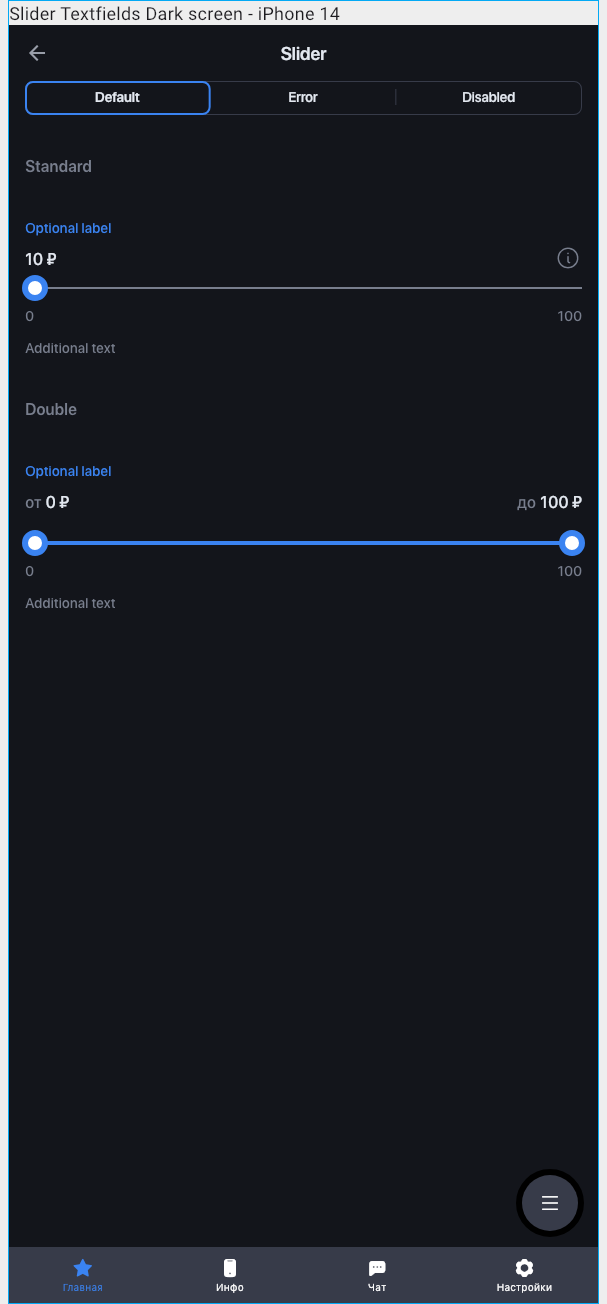 Slider Textfields Dark screen - iPhone 14
Slider
Default Error Disabled
Standard
Optional label
10 ₽
0 100
Additional text
Double
Optional label
от 0 ₽ до 100 ₽
0 100
Additional text
Главная Инфо Чат Настройки